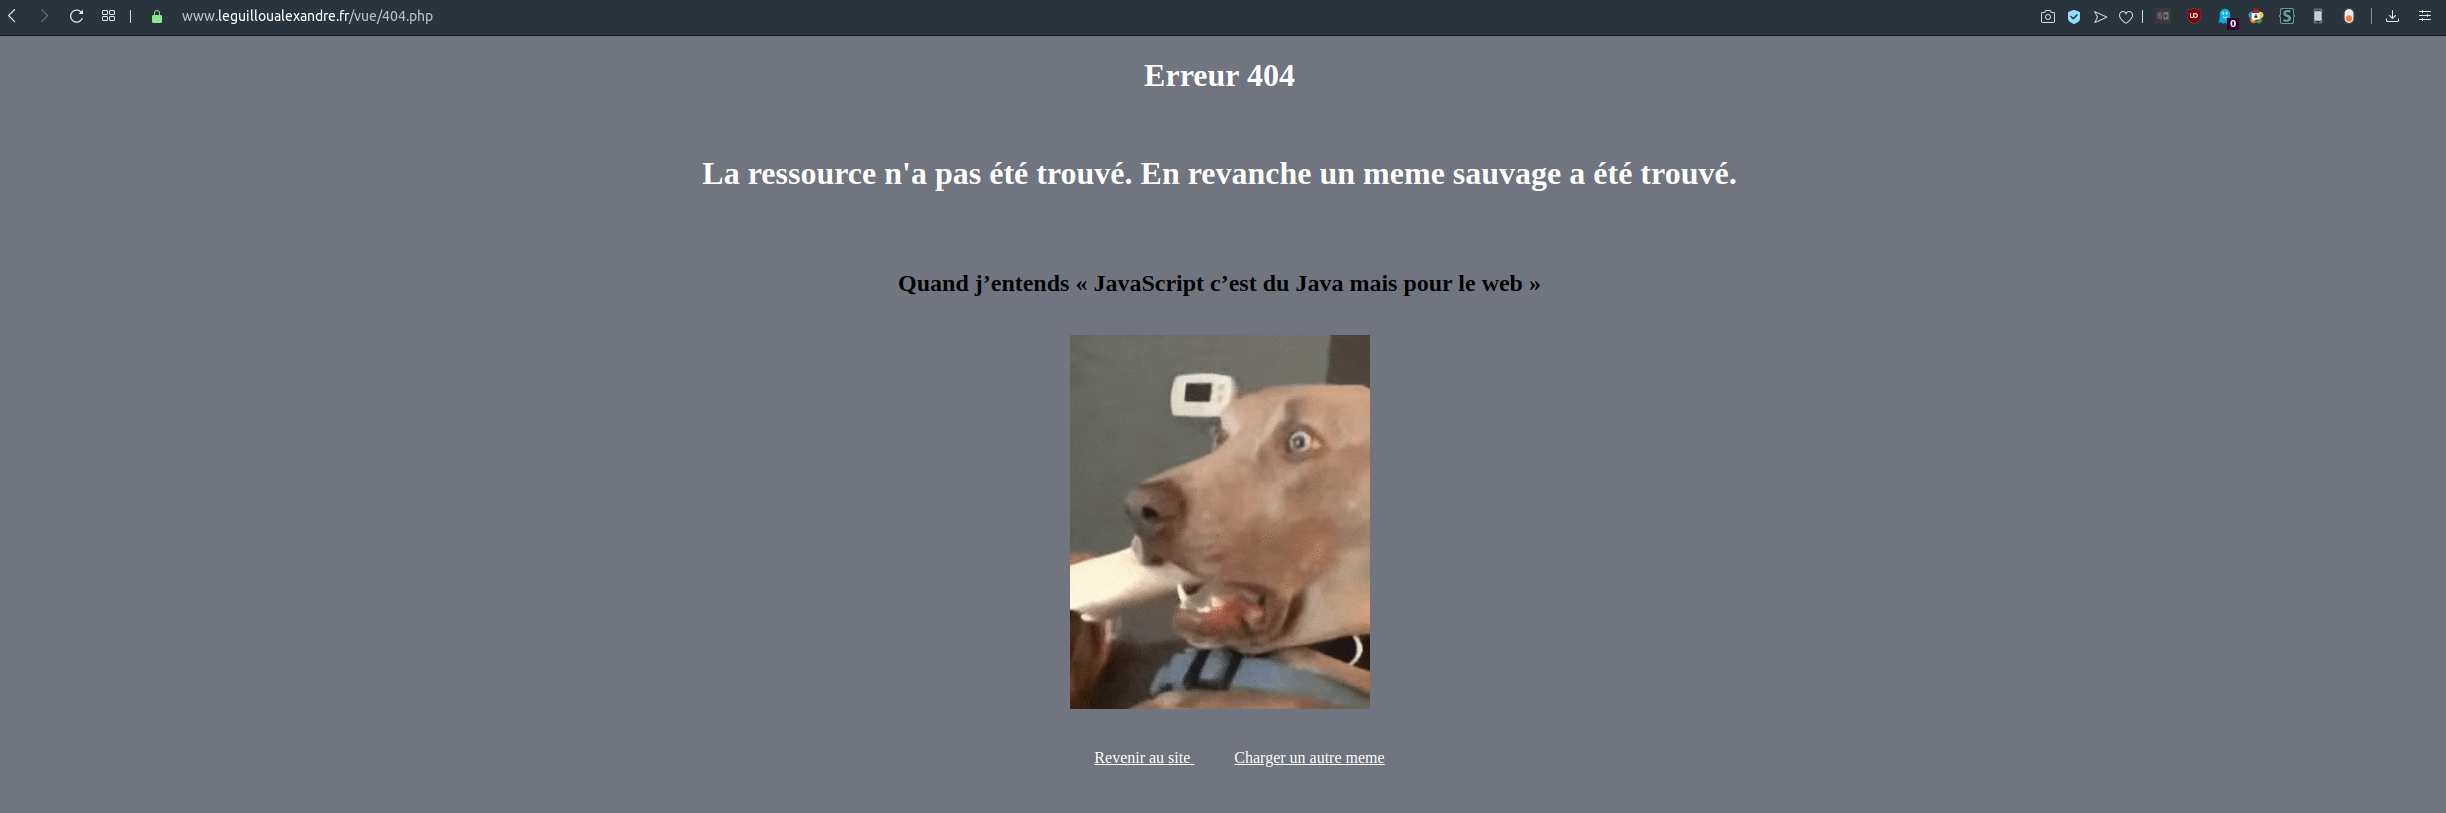 www.leguilloualexandre.fr/vue/404.php
0
Erreur 404
La ressource n'a pas été trouvé. En revanche un meme sauvage a été trouvé.
Quand j’entends « JavaScript c’est du Java mais pour le web »
Revenir au site
Charger un autre meme